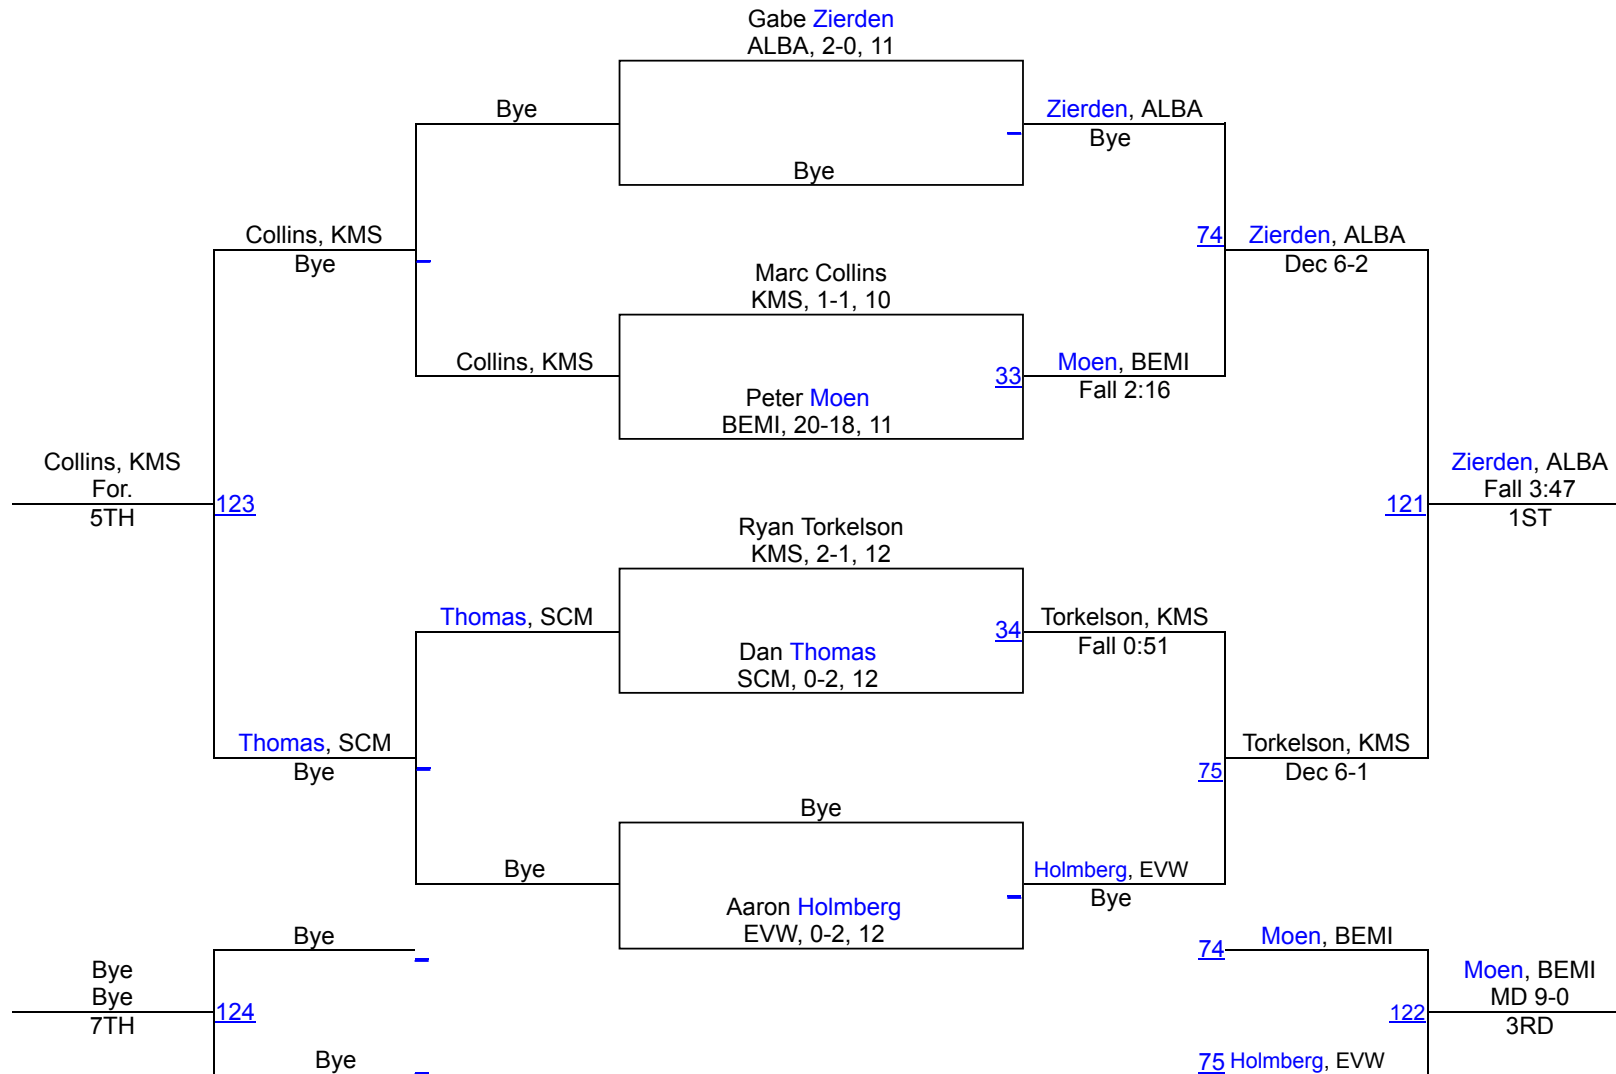 Gabe Zierden
ALBA, 2-0, 11
Bye
Zierden, ALBA
Bye
Bye
Collins, KMS
Bye
74
Zierden, ALBA
Dec 6-2
Marc Collins
KMS, 1-1, 10
Collins, KMS
33
Moen, BEMI
Fall 2:16
Peter Moen
BEMI, 20-18, 11
Collins, KMS
For.
5TH
123
121
Zierden, ALBA
Fall 3:47
1ST
Ryan Torkelson
KMS, 2-1, 12
Thomas, SCM
34
Torkelson, KMS
Fall 0:51
Dan Thomas
SCM, 0-2, 12
Thomas, SCM
Bye
75
Torkelson, KMS
Dec 6-1
Bye
Bye
Holmberg, EVW
Bye
Aaron Holmberg
EVW, 0-2, 12
Bye
74
Moen, BEMI
Bye
Bye
7TH
124
122
Moen, BEMI
MD 9-0
3RD
Bye
75
Holmberg, EVW